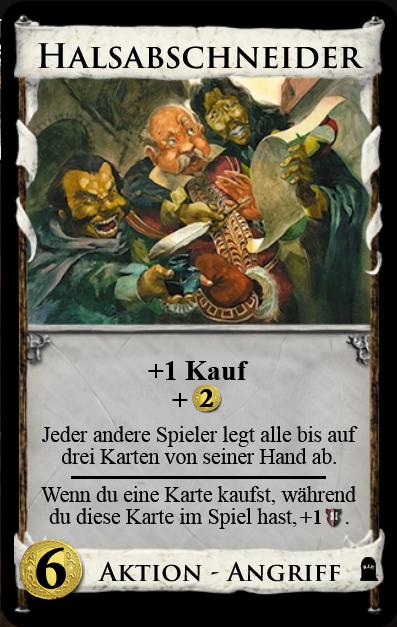 HALSABSCHNEIDER
+1 Kauf
+ 2
Jeder andere Spieler legt alle bis auf
drei Karten von seiner Hand ab.
Wenn du eine Karte kaufst, während
du diese Karte im Spiel hast, +1.
6 AKTION - ANGRIFF